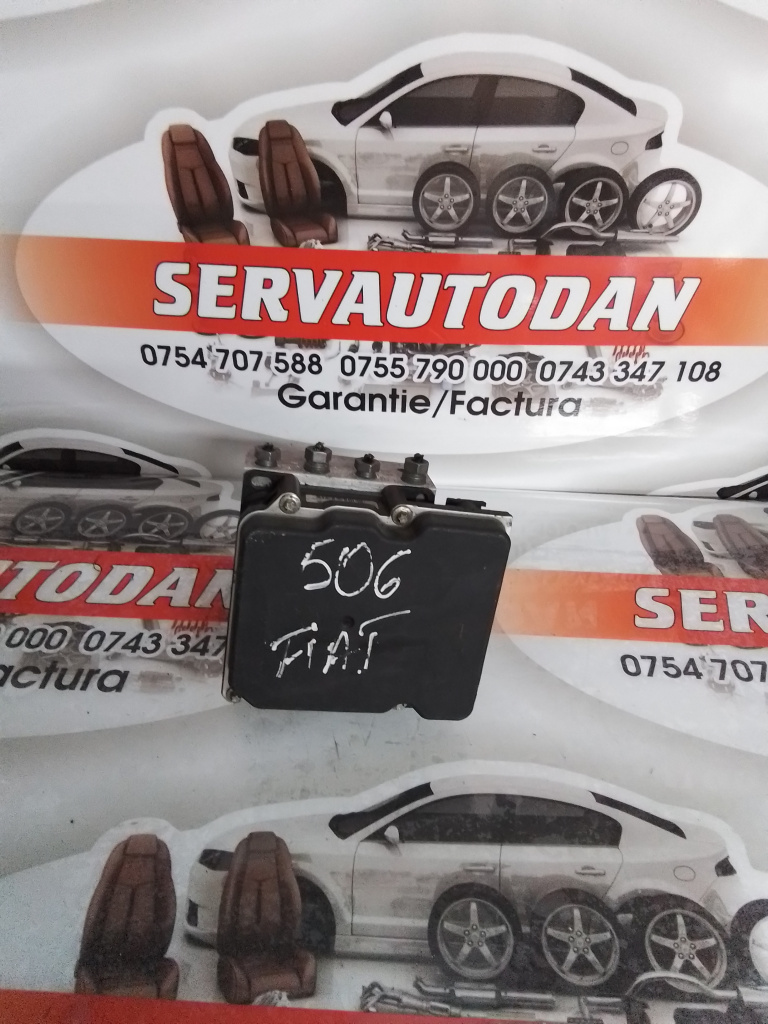 SERVAUTODAN
0754 707 588 0755 790 000 0743 347 108
Garantie/Factura
506
FIAT
TODAN
000 0743 347
actura
SER
0754 707